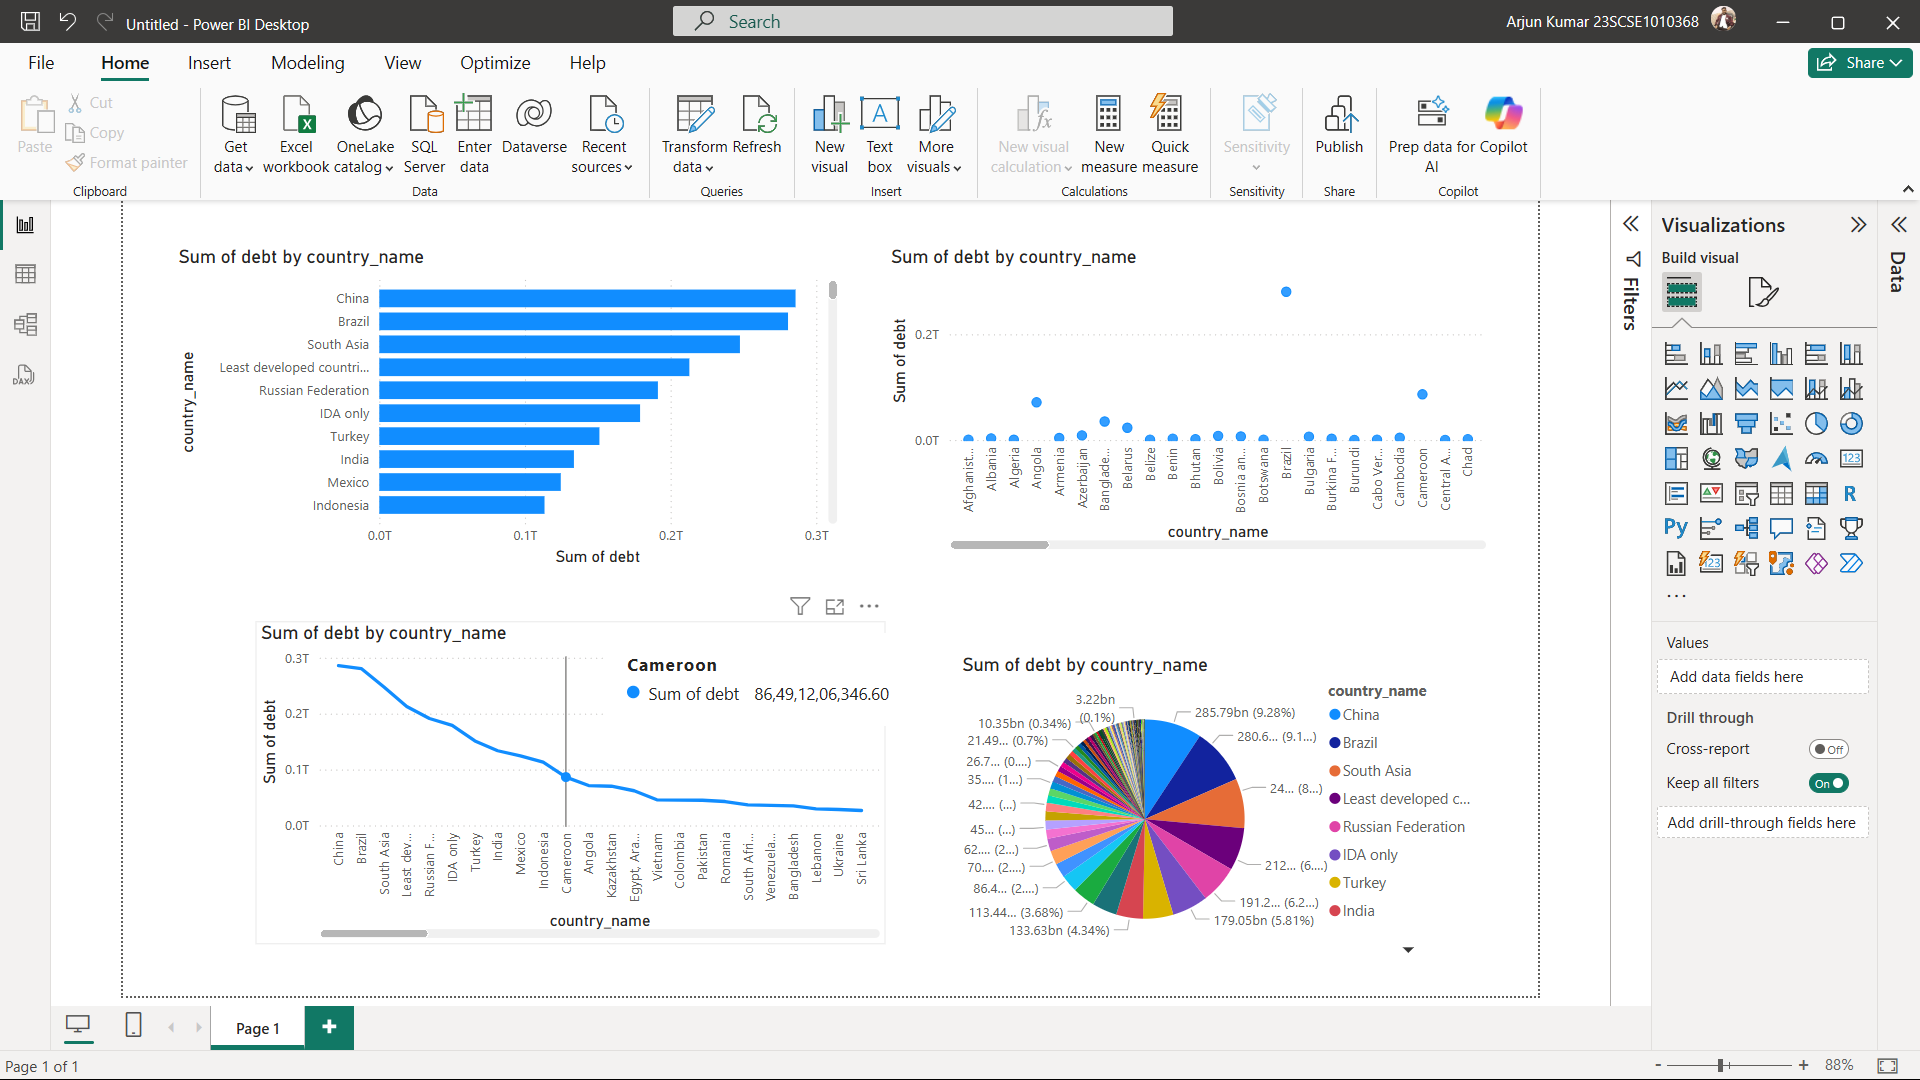 Untitled - Power BI Desktop
Search
Arjun Kumar 23SCSE1010368
File
Home
Insert
Modeling
View
Optimize
Help
Share
Paste
Cut
Copy
Format painter
Clipboard
Get data
Excel workbook
OneLake catalog
SQL Server
Enter data
Dataverse
Recent sources
Data
Transform data
Refresh
Queries
New visual
A
Text box
More visuals
Insert
New visual calculation
New measure
Quick measure
Calculations
Sensitivity
Sensitivity
Publish
Share
Prep data for AI
Copilot
Copilot
DAX
Sum of debt by country_name
country_name
China
Brazil
South Asia
Least developed countri...
Russian Federation
IDA only
Turkey
India
Mexico
Indonesia
0.0T 0.1T 0.2T 0.3T
Sum of debt
Sum of debt by country_name
Sum of debt
0.2T
0.0T
Afghanist...
Albania
Algeria
Angola
Armenia
Azerbaijan
Banglade...
Belarus
Belize
Benin
Bhutan
Bolivia
Bosnia an...
Botswana
Brazil
Bulgaria
Burkina F...
Burundi
Cabo Ver...
Cambodia
Cameroon
Central A...
Chad
country_name
Sum of debt by country_name
Sum of debt
0.3T
0.2T
0.1T
0.0T
Cameroon
Sum of debt 86,49,12,06,346.60
China
Brazil
South Asia
Least dev...
Russian F...
IDA only
Turkey
India
Mexico
Indonesia
Cameroon
Angola
Kazakhstan
Egypt, Ara...
Vietnam
Colombia
Pakistan
Romania
South Afri...
Venezuela...
Bangladesh
Lebanon
Ukraine
Sri Lanka
country_name
Sum of debt by country_name
3.22bn
(0.1%)
10.35bn (0.34%)
21.49... (0.7%)
26.7... (0....)
35.... (1...)
42.... (...)
45... (...)
62.... (2...)
70.... (2....)
86.4... (2....)
113.44... (3.68%)
133.63bn (4.34%)
285.79bn (9.28%)
280.6... (9.1...)
24... (8...)
212... (6....)
191.2... (6.2...)
179.05bn (5.81%)
country_name
China
Brazil
South Asia
Least developed c...
Russian Federation
IDA only
Turkey
India
Filters
Visualizations
Build visual
123
R
Py
123
...
Values
Add data fields here
Drill through
Cross-report
Off
Keep all filters
On
Add drill-through fields here
Data
Page 1
+
Page 1 of 1
- + 88%